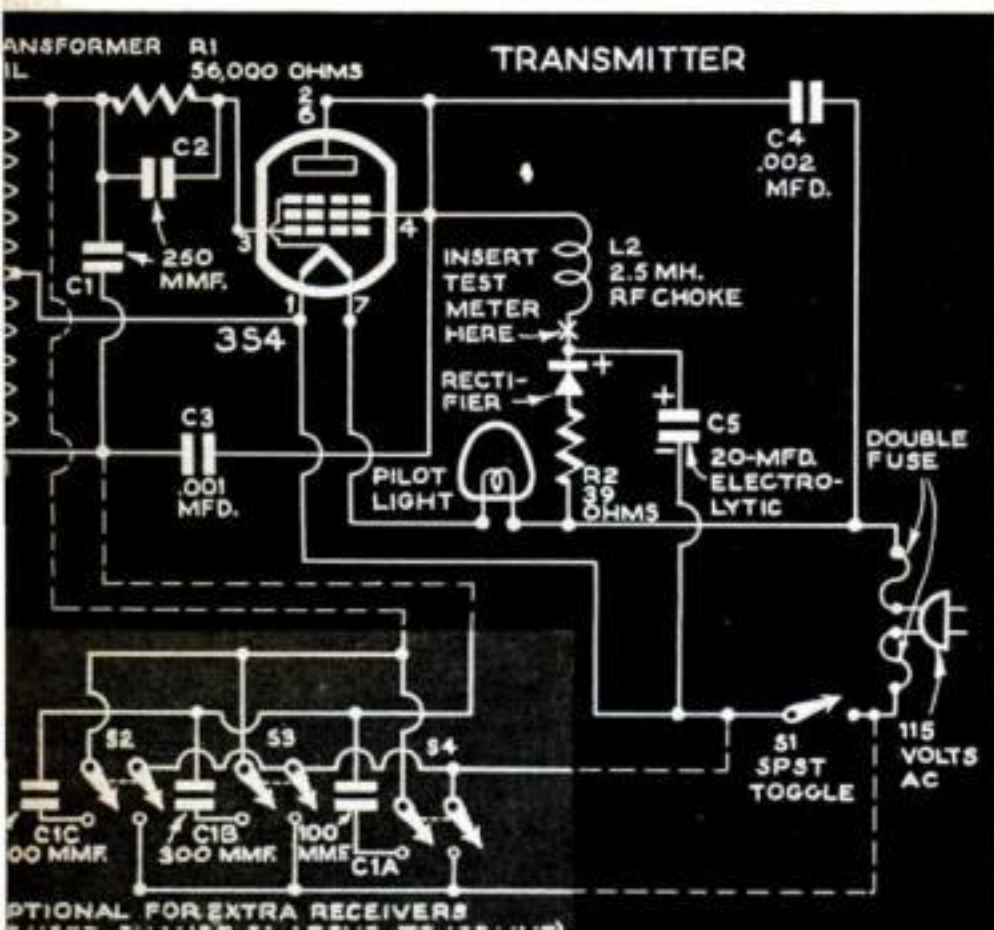 TRANSMITTER
ANSFORMER
IL
R1
56,000 OHMS
2
6
C2
250
MMF.
C1
3
4
1
7
3S4
C4
.002
MFD.
L2
2.5 MH.
RF CHOKE
INSERT
TEST
METER
HERE
RECTI-
FIER
+
+
C5
20-MFD.
ELECTRO-
LYTIC
−
C3
.001
MFD.
PILOT
LIGHT
R2
39
OHMS
DOUBLE
FUSE
115
VOLTS
AC
S1
SPST
TOGGLE
S2
S3
S4
C1C
00 MMF.
C1B
300 MMF.
100
MMF.
C1A
PTIONAL FOR EXTRA RECEIVERS